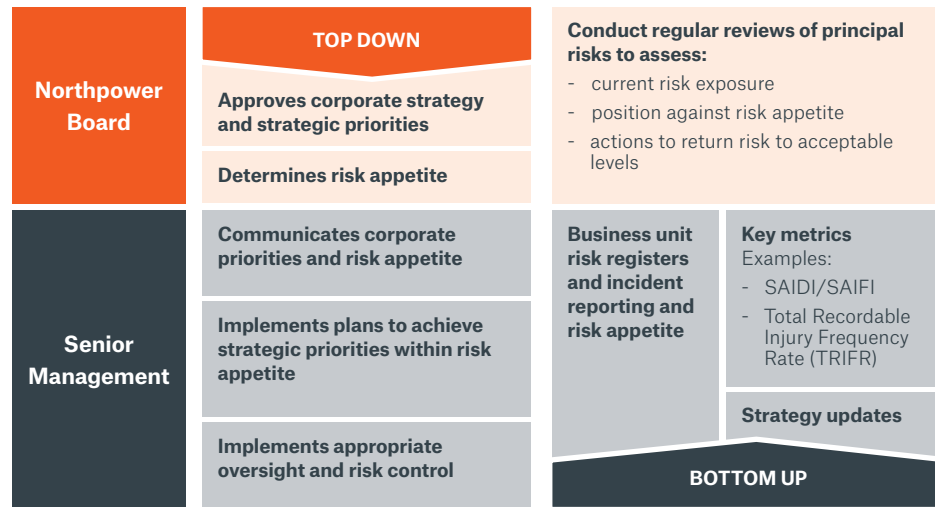 Northpower
Board
TOP DOWN
Approves corporate strategy
and strategic priorities
Determines risk appetite
Conduct regular reviews of principal
risks to assess:
- current risk exposure
- position against risk appetite
- actions to return risk to acceptable
levels
Senior
Management
Communicates corporate
priorities and risk appetite
Implements plans to achieve
strategic priorities within risk
appetite
Implements appropriate
oversight and risk control
Business unit
risk registers
and incident
reporting and
risk appetite
Key metrics
Examples:
- SAIDI/SAIFI
- Total Recordable
Injury Frequency
Rate (TRIFR)
Strategy updates
BOTTOM UP